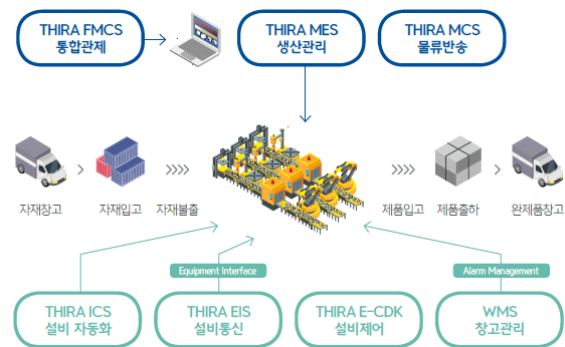 THIRA FMCS
통합관제
THIRA MES
생산관리
THIRA MCS
물류반송
자재창고
자재입고
자재불출
제품입고
제품출하
완제품창고
Equipment Interface
Alarm Management
THIRA ICS
설비 자동화
THIRA EIS
설비통신
THIRA E-CDK
설비제어
WMS
창고관리